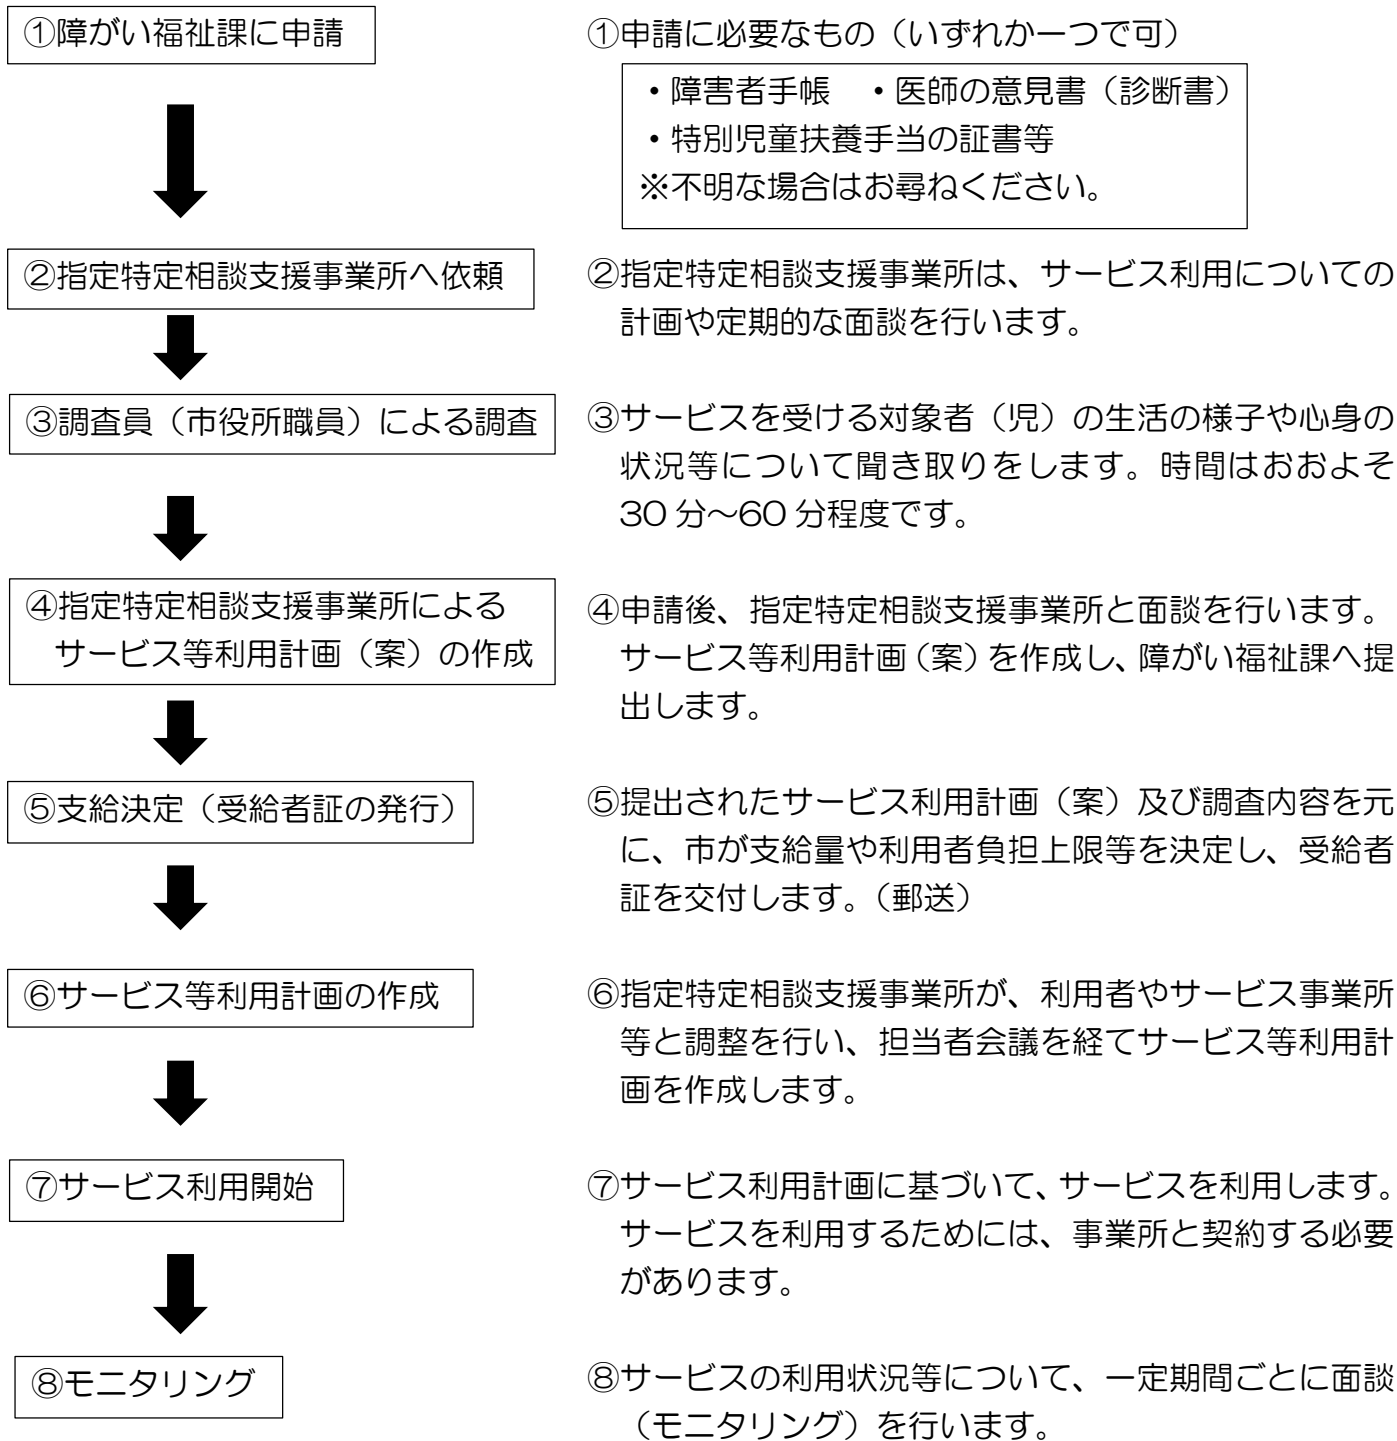 ①障がい福祉課に申請
①申請に必要なもの（いずれか一つで可）
・障害者手帳　・医師の意見書（診断書）
・特別児童扶養手当の証書等
※不明な場合はお尋ねください。
②指定特定相談支援事業所へ依頼
②指定特定相談支援事業所は、サービス利用についての
計画や定期的な面談を行います。
③調査員（市役所職員）による調査
③サービスを受ける対象者（児）の生活の様子や心身の
状況等について聞き取りをします。時間はおおよそ
30 分～60 分程度です。
④指定特定相談支援事業所による
サービス等利用計画（案）の作成
④申請後、指定特定相談支援事業所と面談を行います。
サービス等利用計画（案）を作成し、障がい福祉課へ提
出します。
⑤支給決定（受給者証の発行）
⑤提出されたサービス利用計画（案）及び調査内容を元
に、市が支給量や利用者負担上限等を決定し、受給者
証を交付します。（郵送）
⑥サービス等利用計画の作成
⑥指定特定相談支援事業所が、利用者やサービス事業所
等と調整を行い、担当者会議を経てサービス等利用計
画を作成します。
⑦サービス利用開始
⑦サービス利用計画に基づいて、サービスを利用します。
サービスを利用するためには、事業所と契約する必要
があります。
⑧モニタリング
⑧サービスの利用状況等について、一定期間ごとに面談
（モニタリング）を行います。